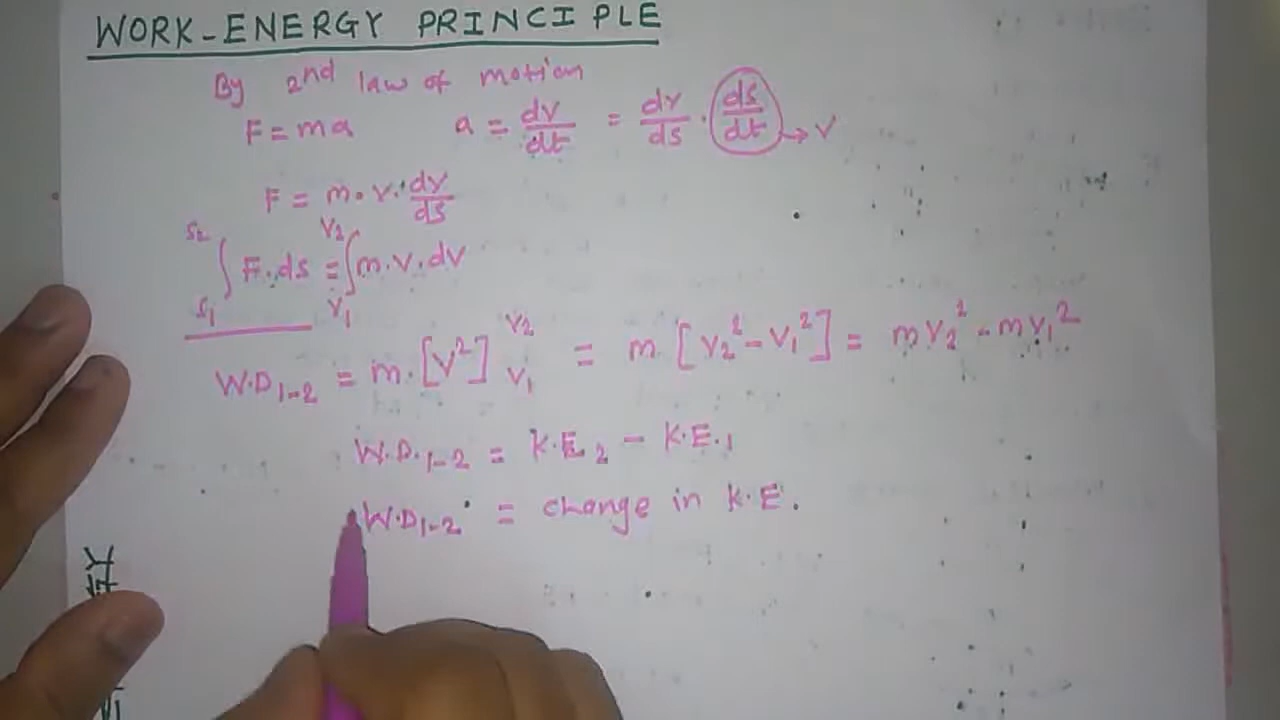 WORK-ENERGY PRINCIPLE
By 2nd law of motion
F = ma a = dv/dt = dv/ds · ds/dt → v
F = m·v·dv/ds
∫ₛ₁^s₂ F·ds = ∫ᵥ₁^v₂ m·v·dv
W.D₁₋₂ = m·[v²]ᵥ₁^v₂ = m[v₂² - v₁²] = mv₂² - mv₁²
W.D.₁₋₂ = K.E₂ - K.E.₁
W.D₁₋₂ = change in K.E.